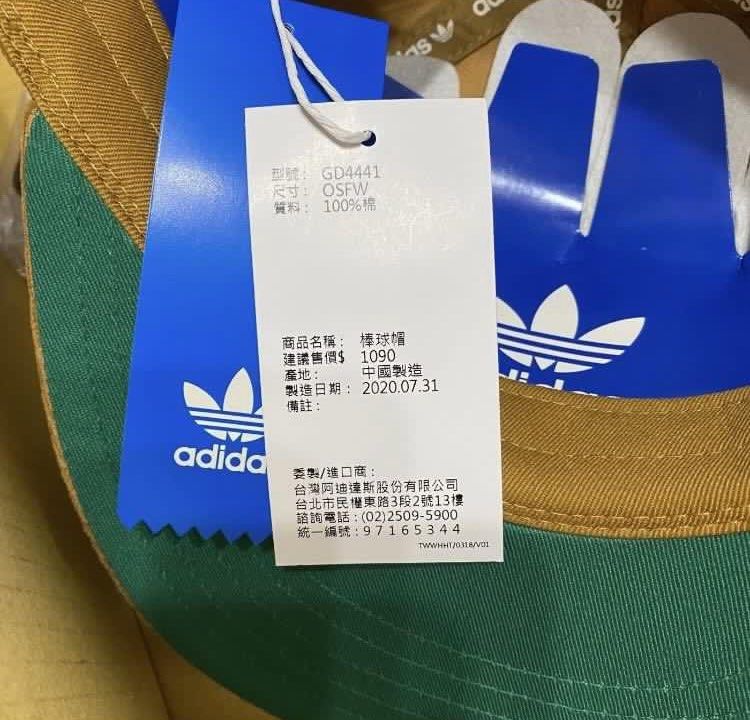 adidas
adidas
型號： GD4441
尺寸： OSFW
質料： 100%棉
商品名稱： 棒球帽
建議售價$ 1090
產地： 中國製造
製造日期： 2020.07.31
備註：
委製/進口商：
台灣阿迪達斯股份有限公司
台北市民權東路3段2號13樓
諮詢電話：(02)2509-5900
統一編號：97165344
TWWHHT/0318/V01
adidas
adidas